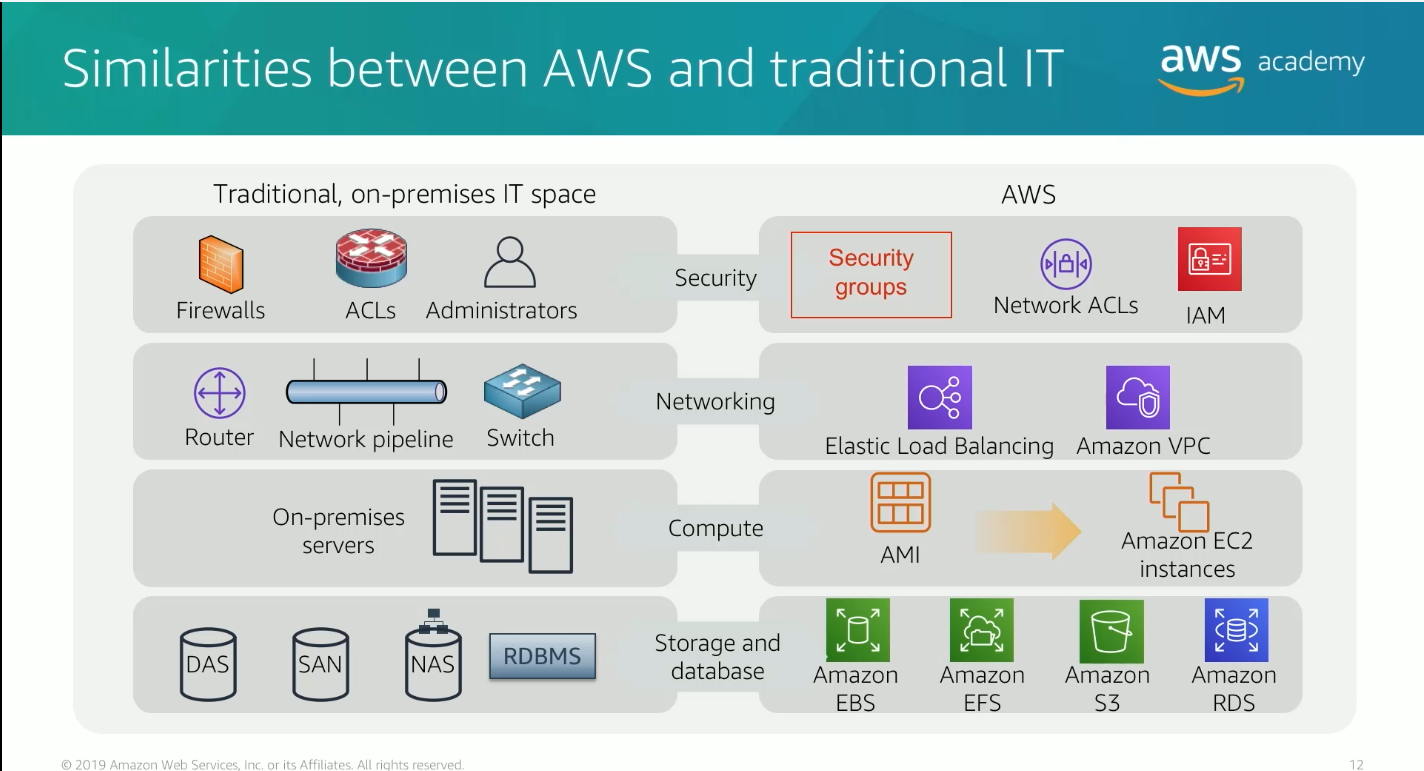 Similarities between AWS and traditional IT
aws academy
Traditional, on-premises IT space
AWS
Firewalls
ACLs
Administrators
Security
Security
groups
Network ACLs
IAM
Router
Network pipeline
Switch
Networking
Elastic Load Balancing
Amazon VPC
On-premises
servers
Compute
AMI
Amazon EC2
instances
DAS
SAN
NAS
RDBMS
Storage and
database
Amazon
EBS
Amazon
EFS
Amazon
S3
Amazon
RDS
© 2019 Amazon Web Services, Inc. or its Affiliates. All rights reserved.
12